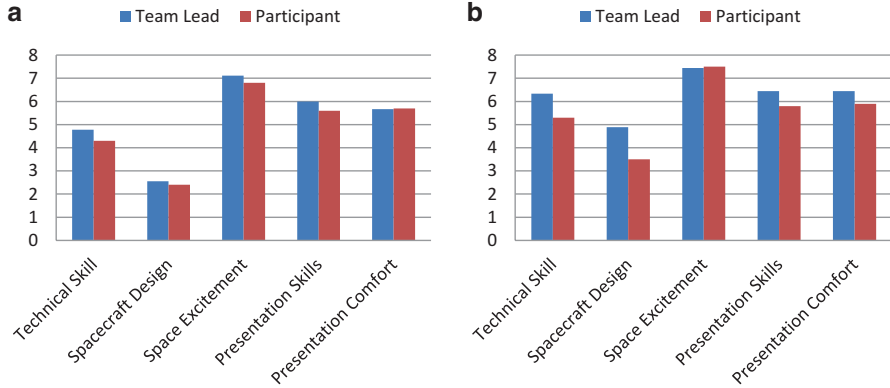 a
Team Lead Participant
8
7
6
5
4
3
2
1
0
Technical Skill
Spacecraft Design
Space Excitement
Presentation Skills
Presentation Comfort
b
Team Lead Participant
8
7
6
5
4
3
2
1
0
Technical Skill
Spacecraft Design
Space Excitement
Presentation Skills
Presentation Comfort